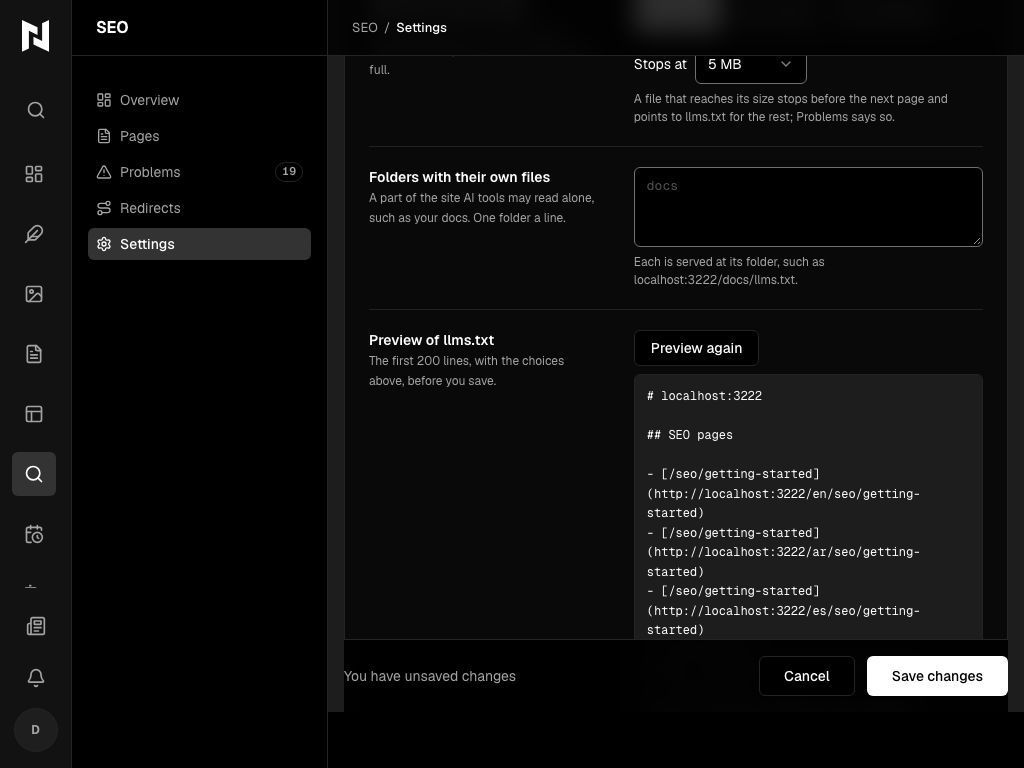 SEO
SEO / Settings
Overview
Pages
Problems 19
Redirects
Settings
full.
Stops at 5 MB
A file that reaches its size stops before the next page and
points to llms.txt for the rest; Problems says so.
Folders with their own files
A part of the site AI tools may read alone,
such as your docs. One folder a line.
docs
Each is served at its folder, such as
localhost:3222/docs/llms.txt.
Preview of llms.txt
The first 200 lines, with the choices
above, before you save.
Preview again
# localhost:3222
## SEO pages
- [/seo/getting-started]
(http://localhost:3222/en/seo/getting-
started)
- [/seo/getting-started]
(http://localhost:3222/ar/seo/getting-
started)
- [/seo/getting-started]
(http://localhost:3222/es/seo/getting-
started)
You have unsaved changes
Cancel
Save changes
D